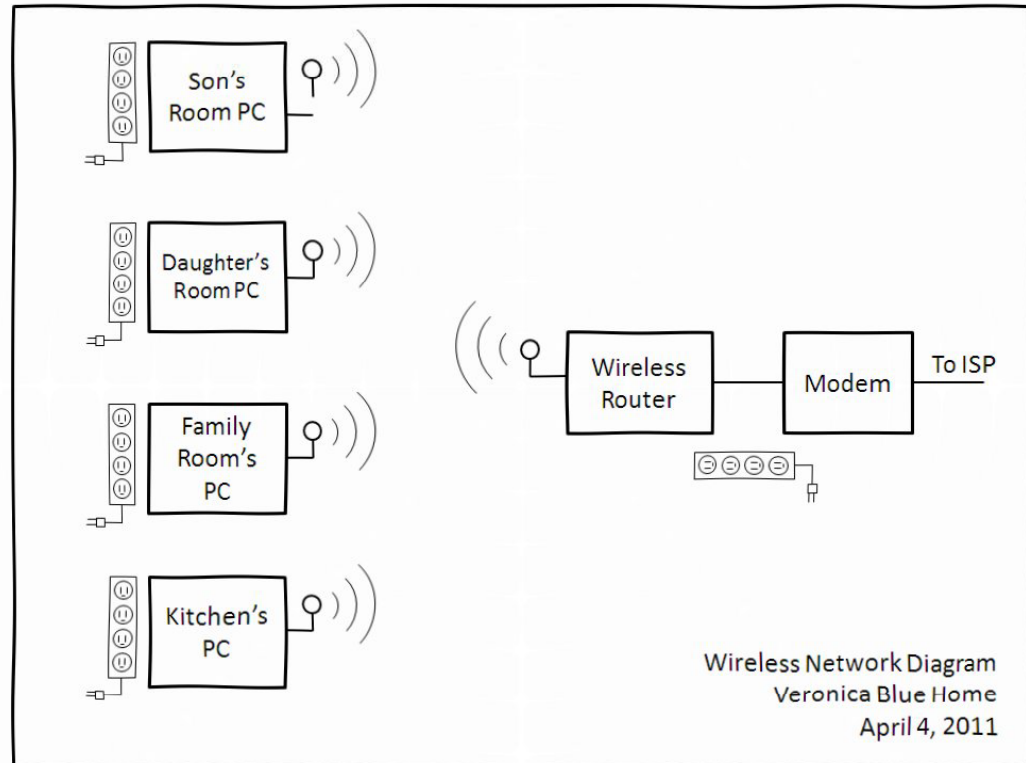 Son's
Room PC
Daughter's
Room PC
Family
Room's
PC
Kitchen's
PC
Wireless
Router
Modem
To ISP
Wireless Network Diagram
Veronica Blue Home
April 4, 2011